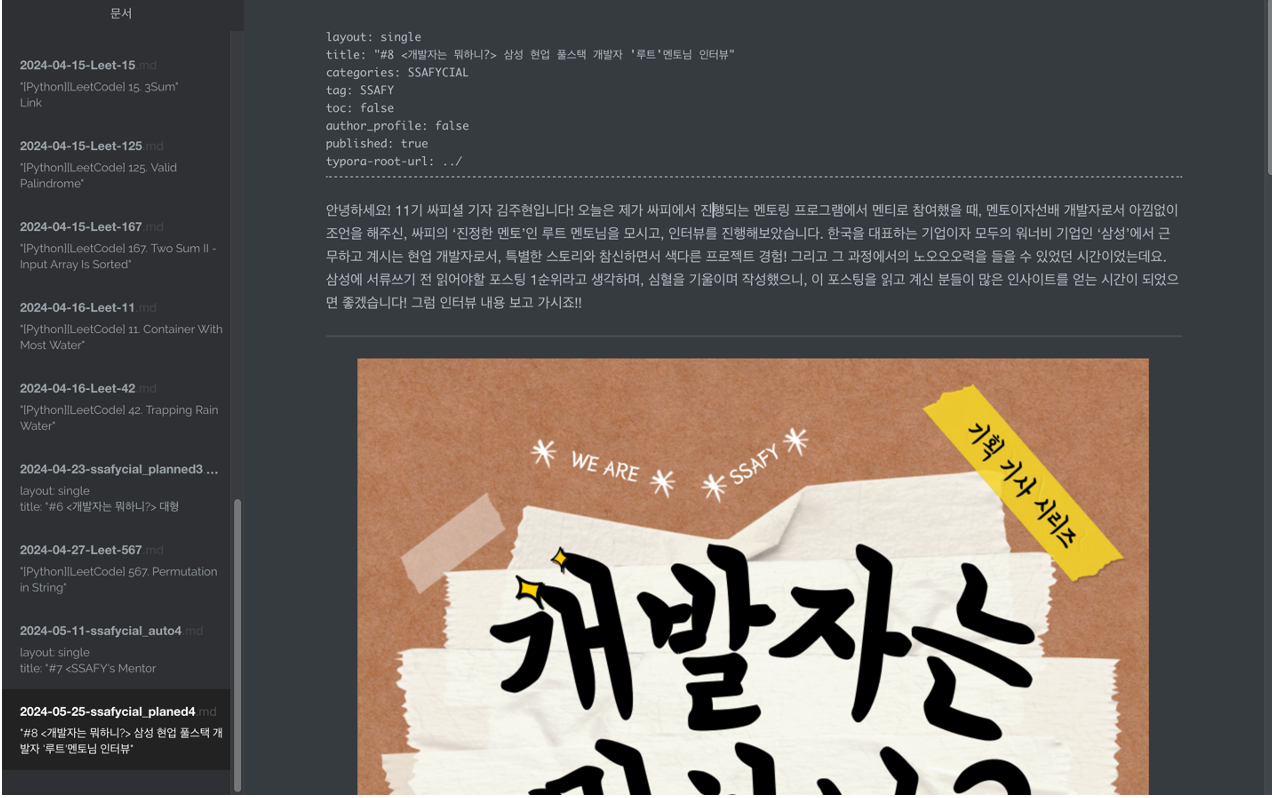 문서
2024-04-15-Leet-15.md
"[Python][LeetCode] 15. 3Sum"
Link
2024-04-15-Leet-125.md
"[Python][LeetCode] 125. Valid
Palindrome"
2024-04-15-Leet-167.md
"[Python][LeetCode] 167. Two Sum II -
Input Array Is Sorted"
2024-04-16-Leet-11.md
"[Python][LeetCode] 11. Container With
Most Water"
2024-04-16-Leet-42.md
"[Python][LeetCode] 42. Trapping Rain
Water"
2024-04-23-ssafycial_planned3 ...
layout: single
title: "#6 <개발자는 뭐하니?> 대형
2024-04-27-Leet-567.md
"[Python][LeetCode] 567. Permutation
in String"
2024-05-11-ssafycial_auto4.md
layout: single
title: "#7 <SSAFY's Mentor
2024-05-25-ssafycial_planed4.md
"#8 <개발자는 뭐하니?> 삼성 현업 풀스택 개
발자 '루트'멘토님 인터뷰"
layout: single
title: "#8 <개발자는 뭐하니?> 삼성 현업 풀스택 개발자 '루트'멘토님 인터뷰"
categories: SSAFYCIAL
tag: SSAFY
toc: false
author_profile: false
published: true
typora-root-url: ../
안녕하세요! 11기 싸피셜 기자 김주현입니다! 오늘은 제가 싸피에서 진행되는 멘토링 프로그램에서 멘티로 참여했을 때, 멘토이자선배 개발자로서 아낌없이
조언을 해주신, 싸피의 ‘진정한 멘토’인 루트 멘토님을 모시고, 인터뷰를 진행해보았습니다. 한국을 대표하는 기업이자 모두의 워너비 기업인 ‘삼성’에서 근
무하고 계시는 현업 개발자로서, 특별한 스토리와 참신하면서 색다른 프로젝트 경험! 그리고 그 과정에서의 노오오오력을 들을 수 있었던 시간이었는데요.
삼성에 서류쓰기 전 읽어야할 포스팅 1순위라고 생각하며, 심혈을 기울이며 작성했으니, 이 포스팅을 읽고 계신 분들이 많은 인사이트를 얻는 시간이 되었으
면 좋겠습니다! 그럼 인터뷰 내용 보고 가시죠!!
WE ARE SSAFY
기획 기사 시리즈
개발자는